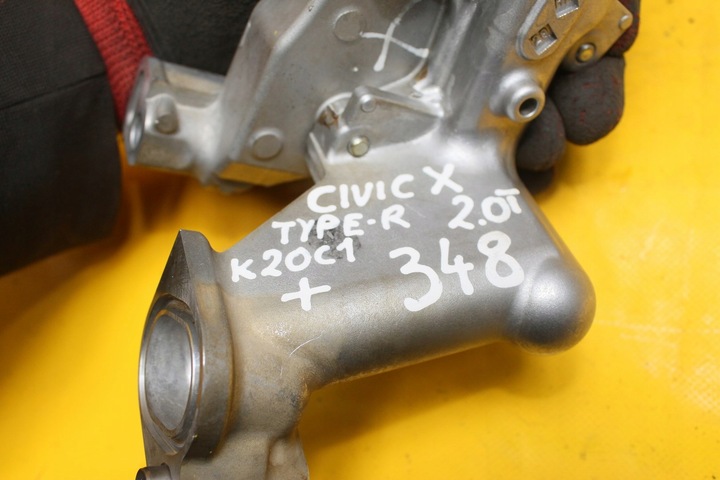 CIVIC X
TYPE-R 2.0T
K20C1
+ 348